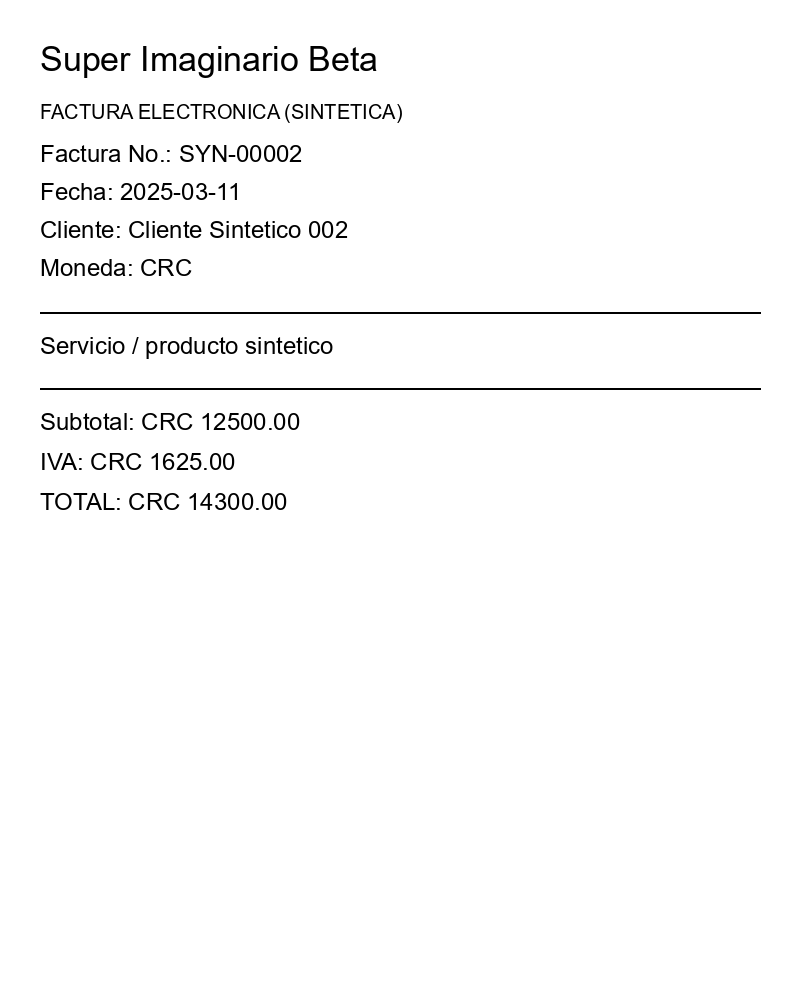 Super Imaginario Beta
FACTURA ELECTRONICA (SINTETICA)
Factura No.: SYN-00002
Fecha: 2025-03-11
Cliente: Cliente Sintetico 002
Moneda: CRC
Servicio / producto sintetico
Subtotal: CRC 12500.00
IVA: CRC 1625.00
TOTAL: CRC 14300.00